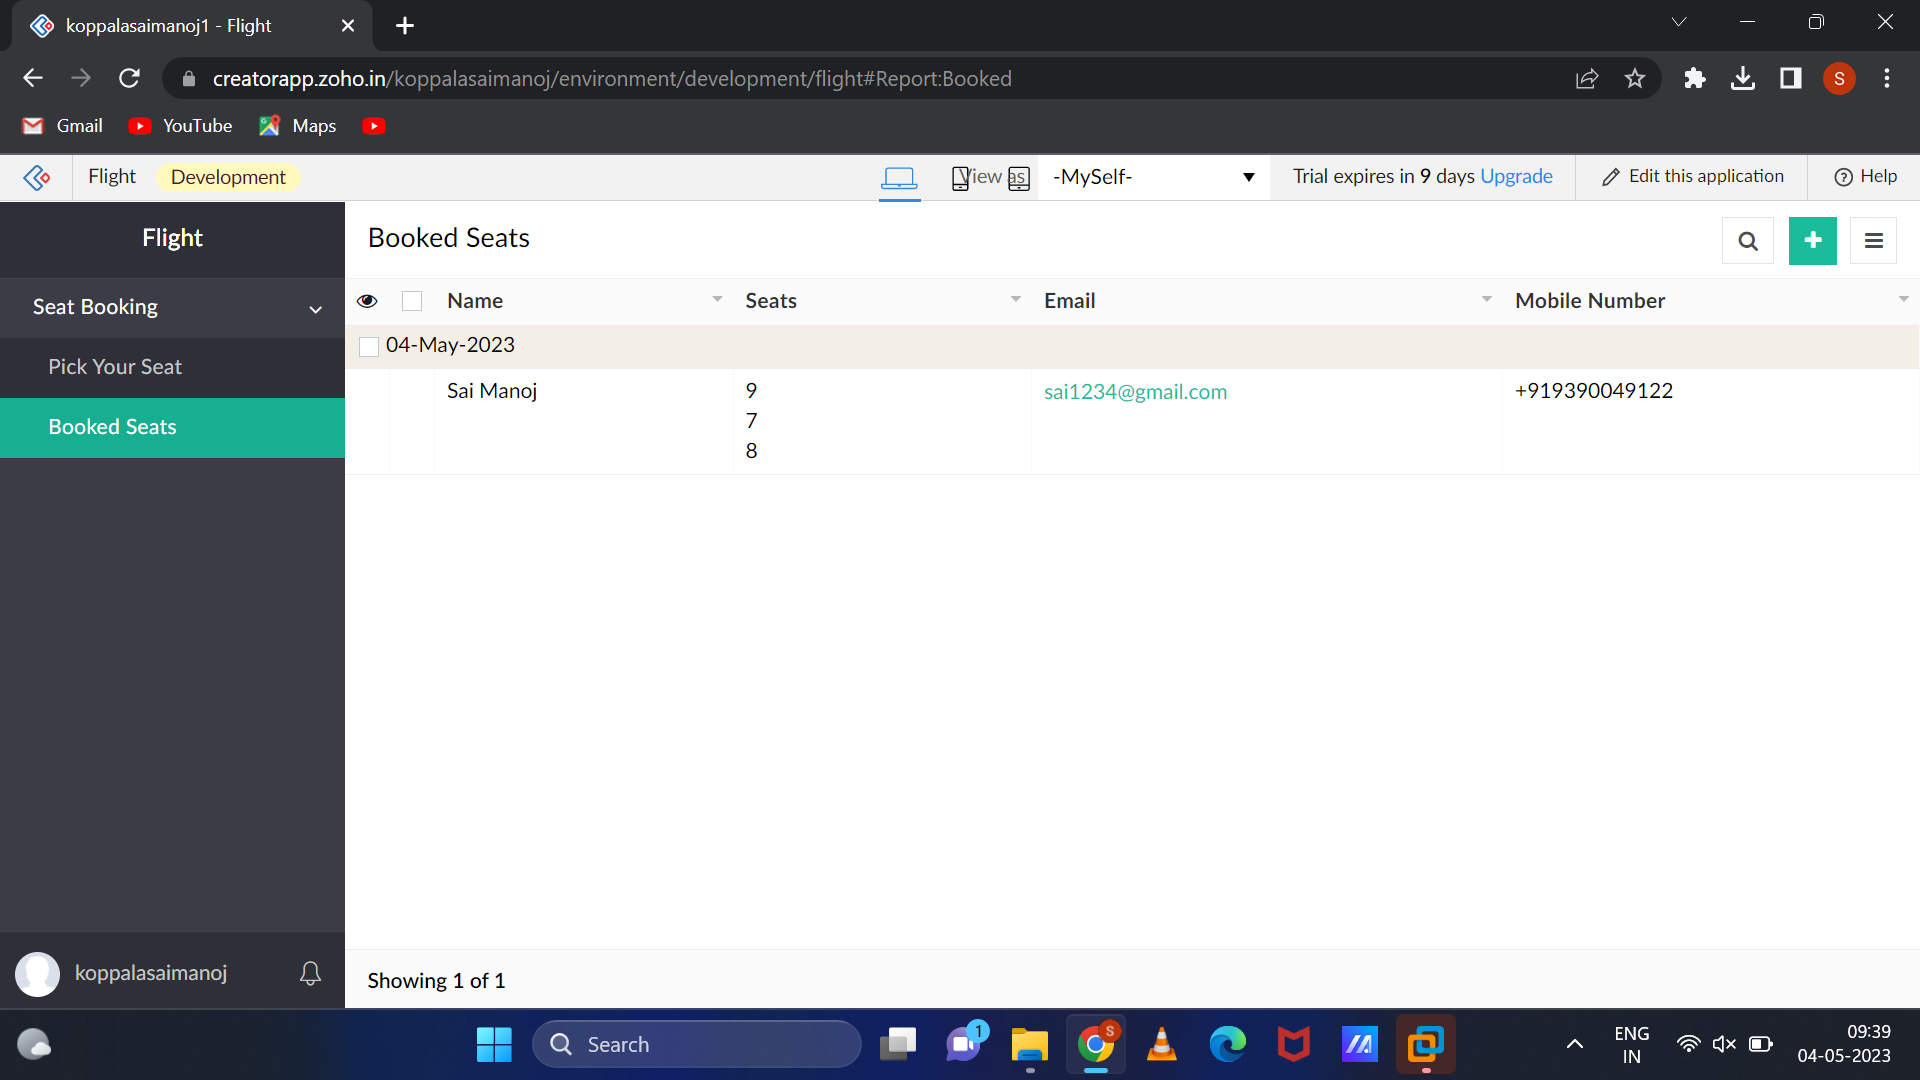 koppalasaimanoj1 - Flight
creatorapp.zoho.in/koppalasaimanoj/environment/development/flight#Report:Booked
S
Gmail YouTube Maps
Flight Development View as -MySelf- Trial expires in 9 days Upgrade Edit this application Help
Flight
Booked Seats
Seat Booking
Pick Your Seat
Booked Seats
Name Seats Email Mobile Number
04-May-2023
Sai Manoj 9 sai1234@gmail.com +919390049122
7
8
koppalasaimanoj
Showing 1 of 1
Search
1
S
ENG
IN
09:39
04-05-2023